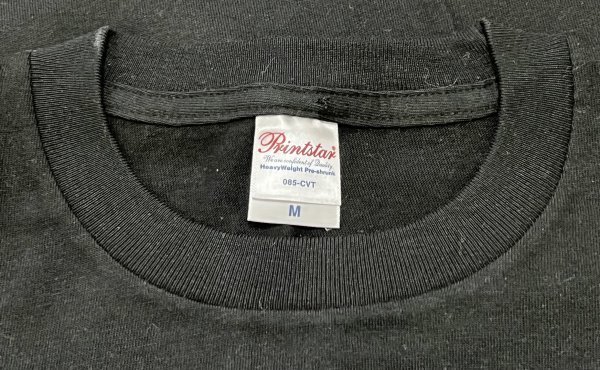 Printstar
We are confident of Quality.
HeavyWeight Pre-shrunk
085-CVT
M